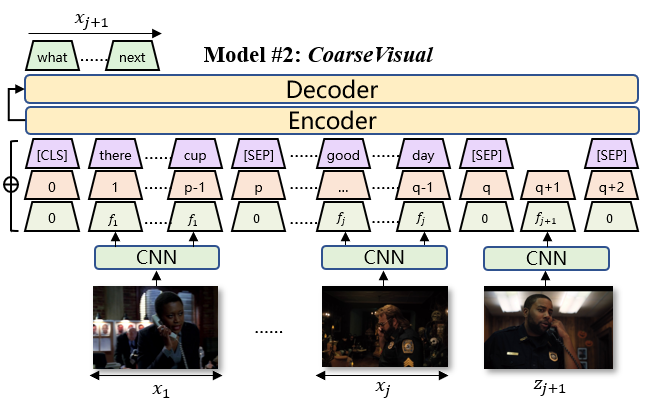 x_{j+1}
what ...... next
Model #2: CoarseVisual
Decoder
Encoder
[CLS] there ...... cup [SEP] ...... good ...... day [SEP] [SEP]
0 1 ...... p-1 p ...... ... ...... q-1 q q+1 q+2
0 f_1 ...... f_1 0 ...... f_j ...... f_j 0 f_{j+1} 0
CNN CNN CNN
......
x_1 x_j z_{j+1}